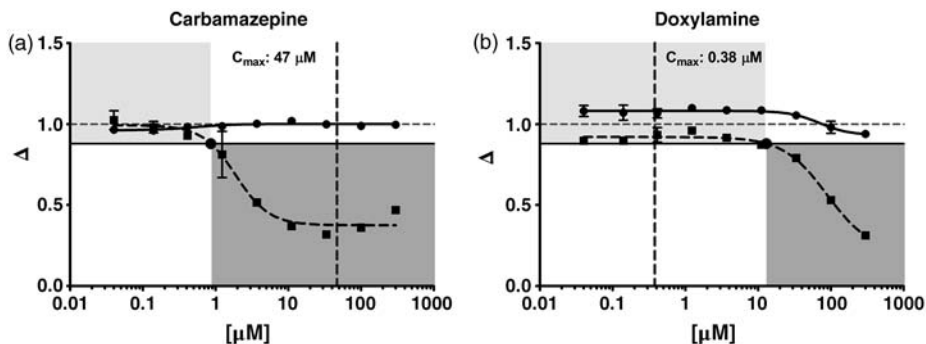 Carbamazepine
(a)
Cmax: 47 μM
1.5
1.0
0.5
0.0
Δ
0.01 0.1 1 10 100 1000
[μM]
Doxylamine
(b)
Cmax: 0.38 μM
1.5
1.0
0.5
0.0
Δ
0.01 0.1 1 10 100 1000
[μM]